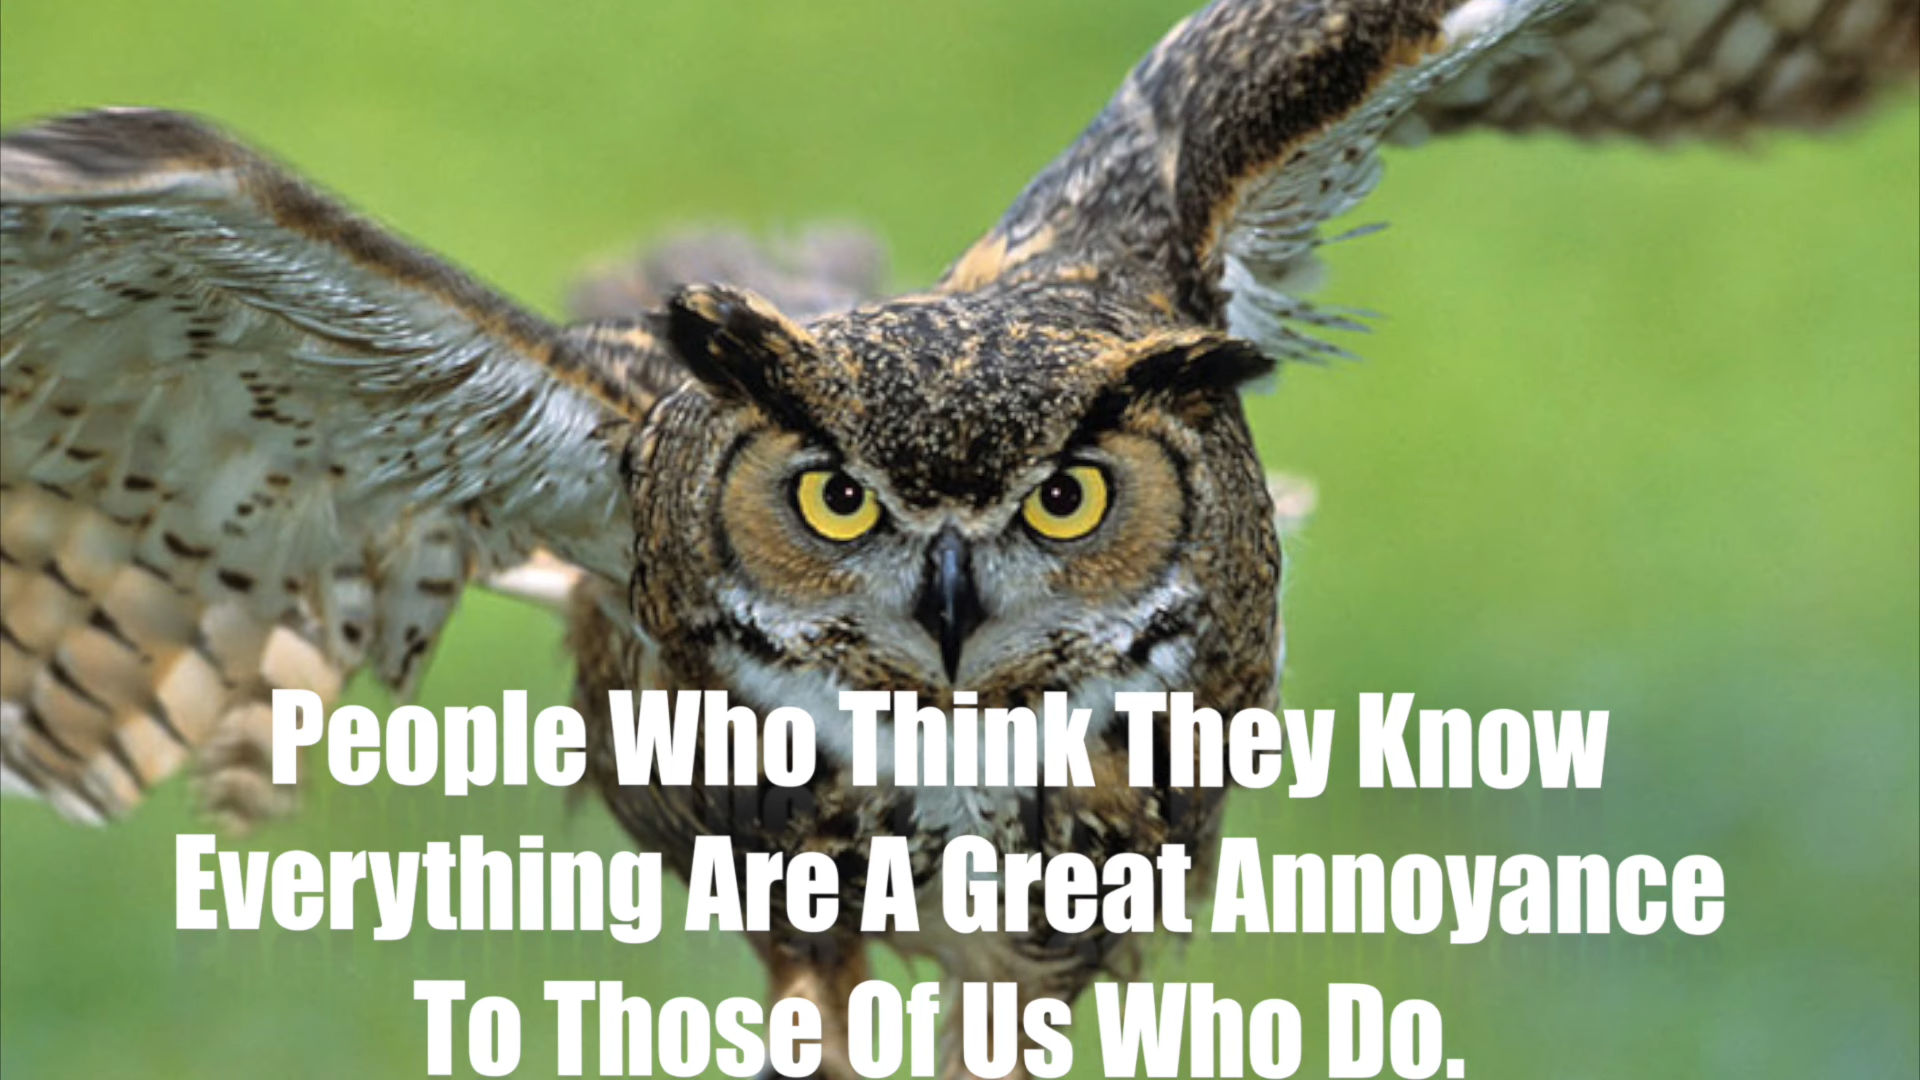 People Who Think They Know
Everything Are A Great Annoyance
To Those Of Us Who Do.